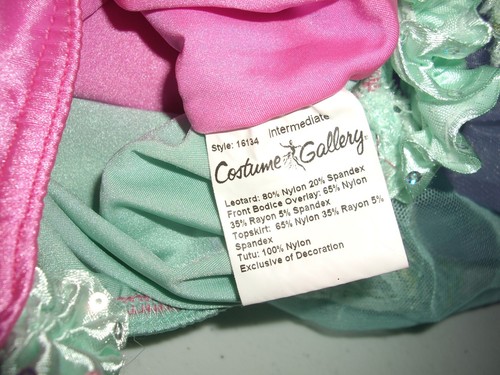 Style: 16134 Intermediate
Costume Gallery
Leotard: 80% Nylon 20% Spandex
Front Bodice Overlay: 65% Nylon
35% Rayon 5% Spandex
Topskirt: 65% Nylon 35% Rayon 5%
Spandex
Tutu: 100% Nylon
Exclusive of Decoration